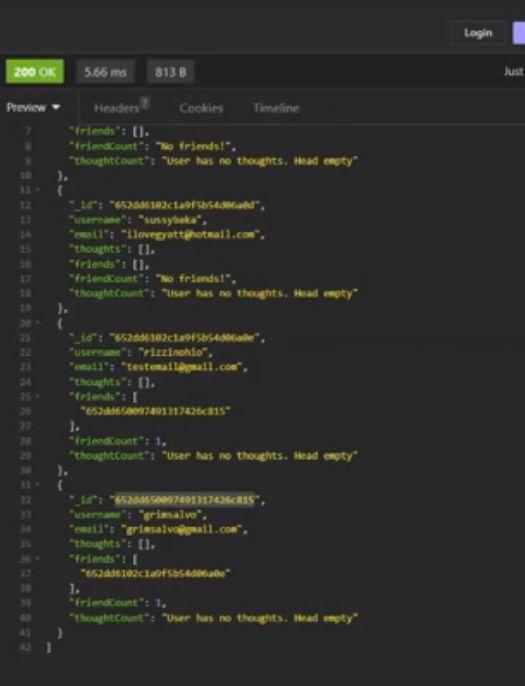 Login
200 OK 5.66 ms 813 B Just
Preview Headers 7 Cookies Timeline
7 "friends": [],
8 "friendCount": "No friends!",
9 "thoughtCount": "User has no thoughts. Head empty"
10 },
11 {
12 "_id": "652dd6102c1a9f5b54d06a0d",
13 "username": "sussybaka",
14 "email": "ilovegyatt@hotmail.com",
15 "thoughts": [],
16 "friends": [],
17 "friendCount": "No friends!",
18 "thoughtCount": "User has no thoughts. Head empty"
19 },
20 {
21 "_id": "652dd6102c1a9f5b54d06a0e",
22 "username": "rizzinohio",
23 "email": "testemail@gmail.com",
24 "thoughts": [],
25 "friends": [
26 "652dd650097491317426c815"
27 ],
28 "friendCount": 1,
29 "thoughtCount": "User has no thoughts. Head empty"
30 },
31 {
32 "_id": "652dd650097491317426c815",
33 "username": "grimsalvo",
34 "email": "grimsalvo@gmail.com",
35 "thoughts": [],
36 "friends": [
37 "652dd6102c1a9f5b54d06a0e"
38 ],
39 "friendCount": 1,
40 "thoughtCount": "User has no thoughts. Head empty"
41 }
42 ]